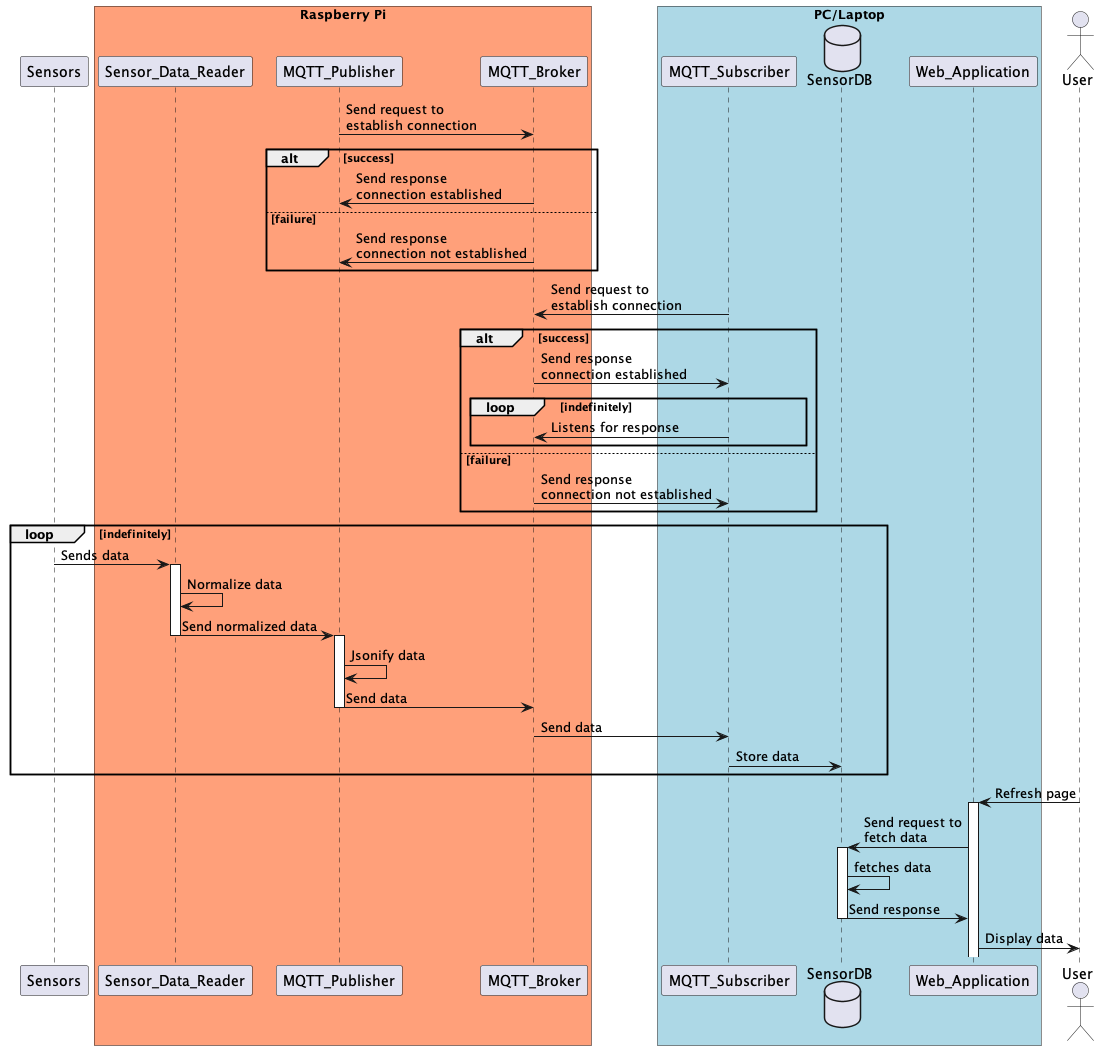 Raspberry Pi
PC/Laptop
Sensors
Sensor_Data_Reader
MQTT_Publisher
MQTT_Broker
MQTT_Subscriber
SensorDB
Web_Application
User
Send request to
establish connection
alt
[success]
Send response
connection established
[failure]
Send response
connection not established
Send request to
establish connection
alt
[success]
Send response
connection established
loop
[indefinitely]
Listens for response
[failure]
Send response
connection not established
loop
[indefinitely]
Sends data
Normalize data
Send normalized data
Jsonify data
Send data
Send data
Store data
Refresh page
Send request to
fetch data
fetches data
Send response
Display data
Sensors
Sensor_Data_Reader
MQTT_Publisher
MQTT_Broker
MQTT_Subscriber
SensorDB
Web_Application
User